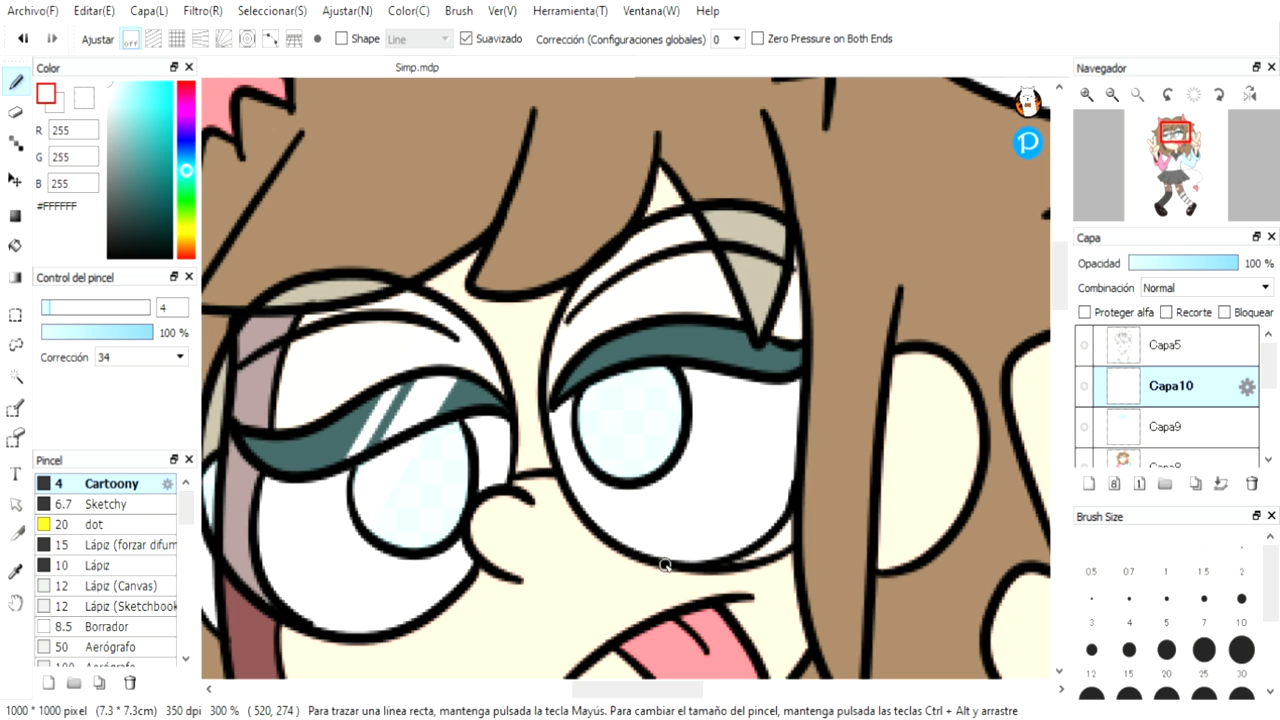 Archivo(F) Editar(E) Capa(L) Filtro(R) Seleccionar(S) Ajustar(N) Color(C) Brush Ver(V) Herramienta(T) Ventana(W) Help
Ajustar off Shape Line Suavizado Corrección (Configuraciones globales) 0 Zero Pressure on Both Ends
Simp.mdp
Color
R 255
G 255
B 255
#FFFFFF
Control del pincel
4
100 %
Corrección 34
Pincel
4 Cartoony
6.7 Sketchy
20 dot
15 Lápiz (forzar difum
10 Lápiz
12 Lápiz (Canvas)
12 Lápiz (Sketchbook
8.5 Borrador
50 Aerógrafo
Navegador
Capa
Opacidad 100 %
Combinación Normal
Proteger alfa Recorte Bloquear
Capa5
Capa10
Capa9
Brush Size
0.5 0.7 1 1.5 2
3 4 5 7 10
12 15 20 25 30
1000 * 1000 pixel (7.3 * 7.3cm) 350 dpi 300 % ( 520, 274 ) Para trazar una línea recta, mantenga pulsada la tecla Mayús. Para cambiar el tamaño del pincel, mantenga pulsadas las teclas Ctrl + Alt y arrastre